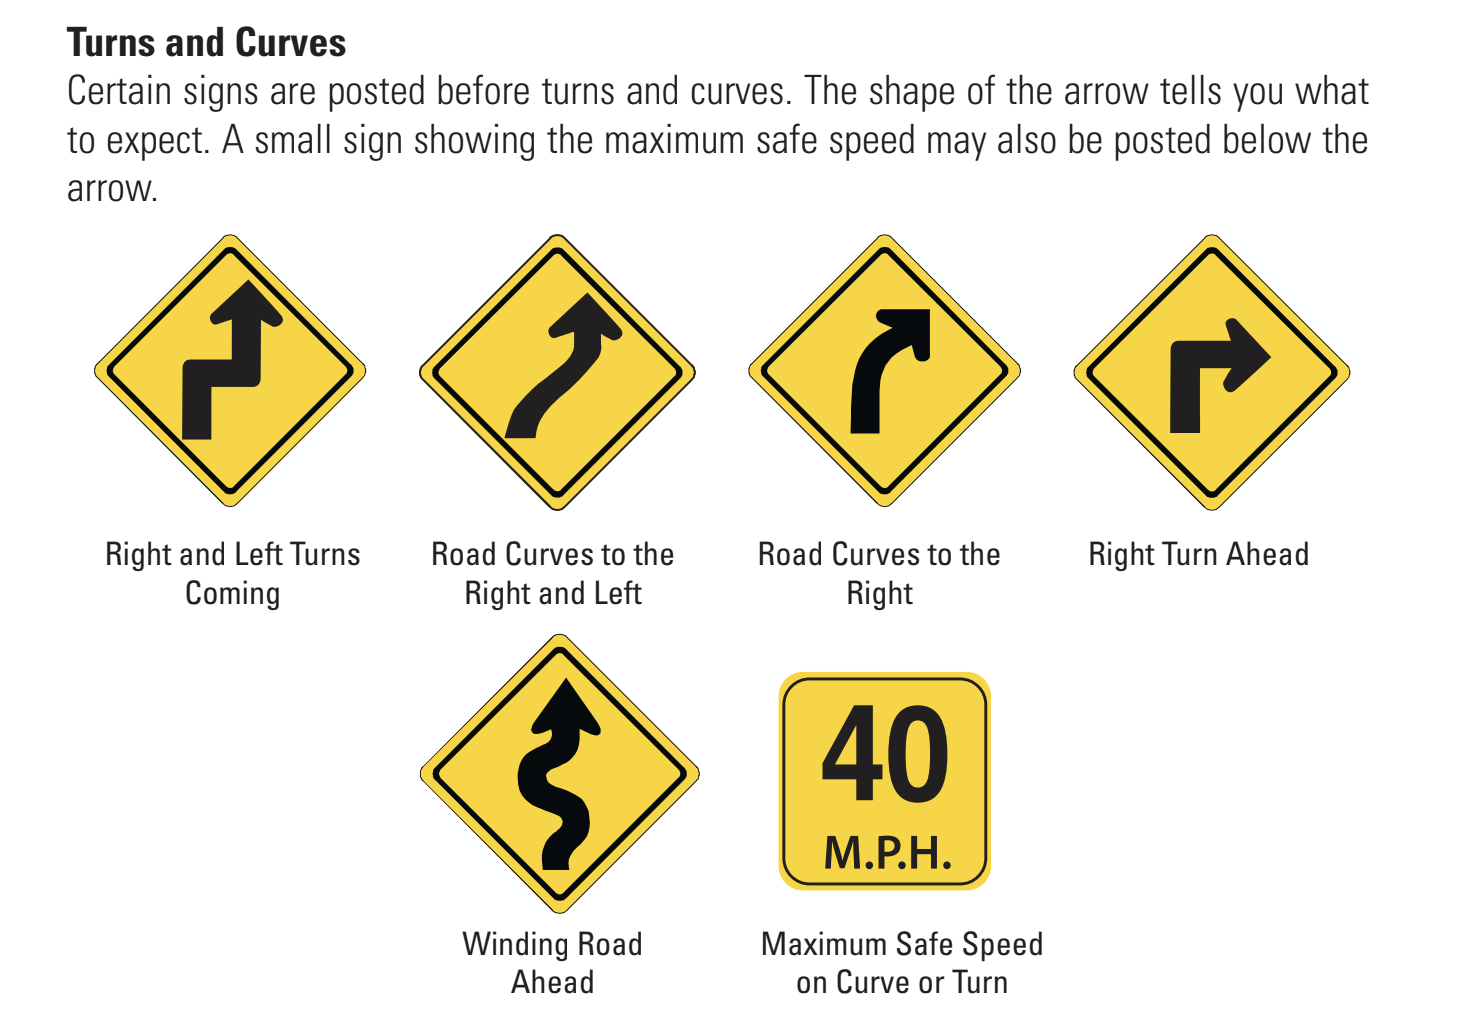 Turns and Curves
Certain signs are posted before turns and curves. The shape of the arrow tells you what
to expect. A small sign showing the maximum safe speed may also be posted below the
arrow.
Right and Left Turns
Coming
Road Curves to the
Right and Left
Road Curves to the
Right
Right Turn Ahead
40
M.P.H.
Winding Road
Ahead
Maximum Safe Speed
on Curve or Turn